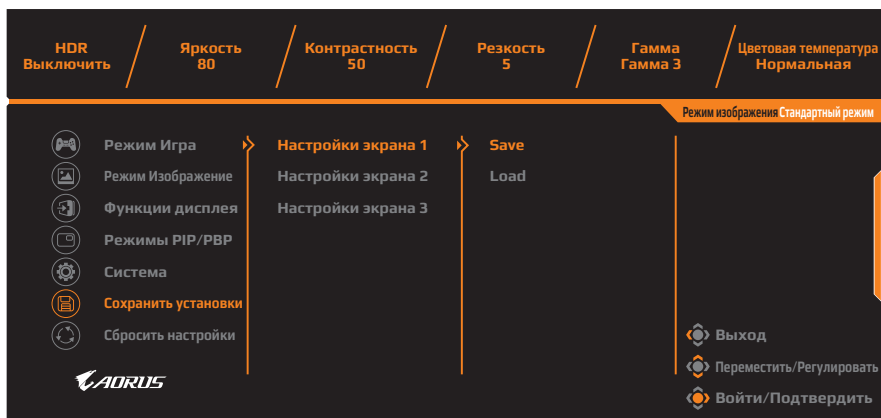 HDR
Выключить
Яркость
80
Контрастность
50
Резкость
5
Гамма
Гамма 3
Цветовая температура
Нормальная
Режим изображения Стандартный режим
Режим Игра
Режим Изображение
Функции дисплея
Режимы PIP/PBP
Система
Сохранить установки
Сбросить настройки
Настройки экрана 1
Настройки экрана 2
Настройки экрана 3
Save
Load
AORUS
Выход
Переместить/Регулировать
Войти/Подтвердить